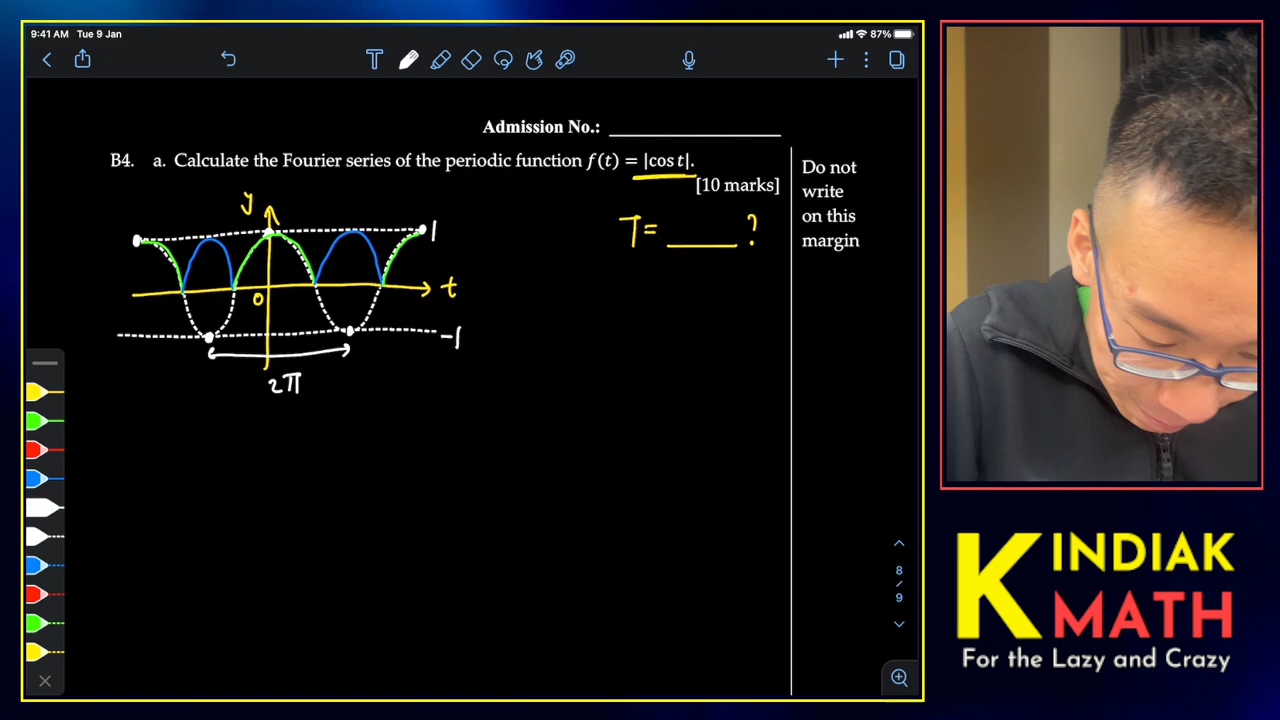 9:41 AM Tue 9 Jan
87%
Admission No.: ____________
B4. a. Calculate the Fourier series of the periodic function f(t) = |cos t|.
[10 marks]
Do not
write
on this
margin
T= _____ ?
y
1
0
t
-1
2π
8
/
9
KINDIAK
MATH
For the Lazy and Crazy